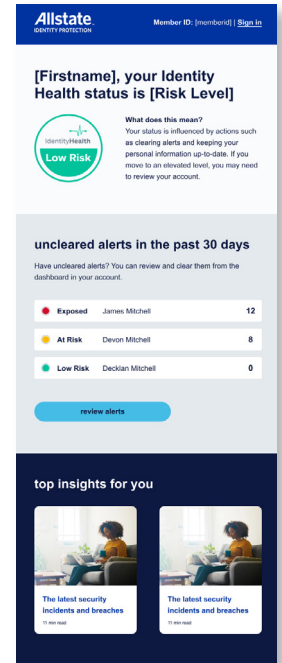 Allstate
IDENTITY PROTECTION
Member ID: [memberid] | Sign in
[Firstname], your Identity
Health status is [Risk Level]
IdentityHealth
Low Risk
What does this mean?
Your status is influenced by actions such
as clearing alerts and keeping your
personal information up-to-date. If you
move to an elevated level, you may need
to review your account.
uncleared alerts in the past 30 days
Have uncleared alerts? You can review and clear them from the
dashboard in your account.
Exposed James Mitchell 12
At Risk Devon Mitchell 8
Low Risk Decklan Mitchell 0
review alerts
top insights for you
The latest security
incidents and breaches
11 min read
The latest security
incidents and breaches
11 min read